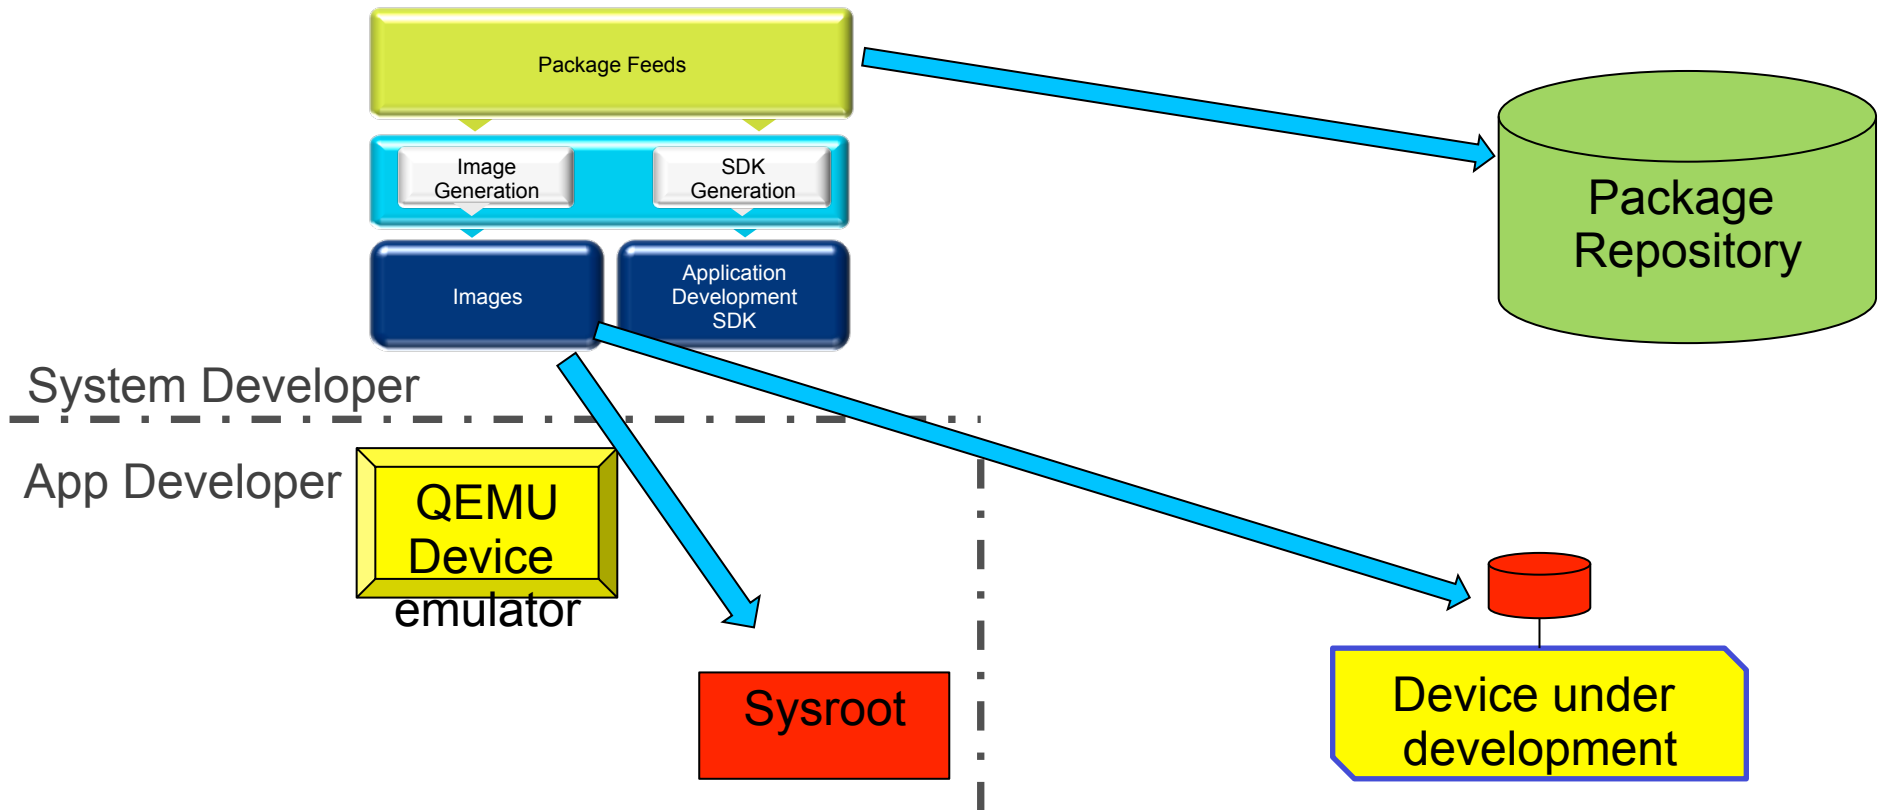 Package Feeds
Image
Generation
SDK
Generation
Images
Application
Development
SDK
Package
Repository
System Developer
App Developer
QEMU
Device
emulator
Sysroot
Device under
development